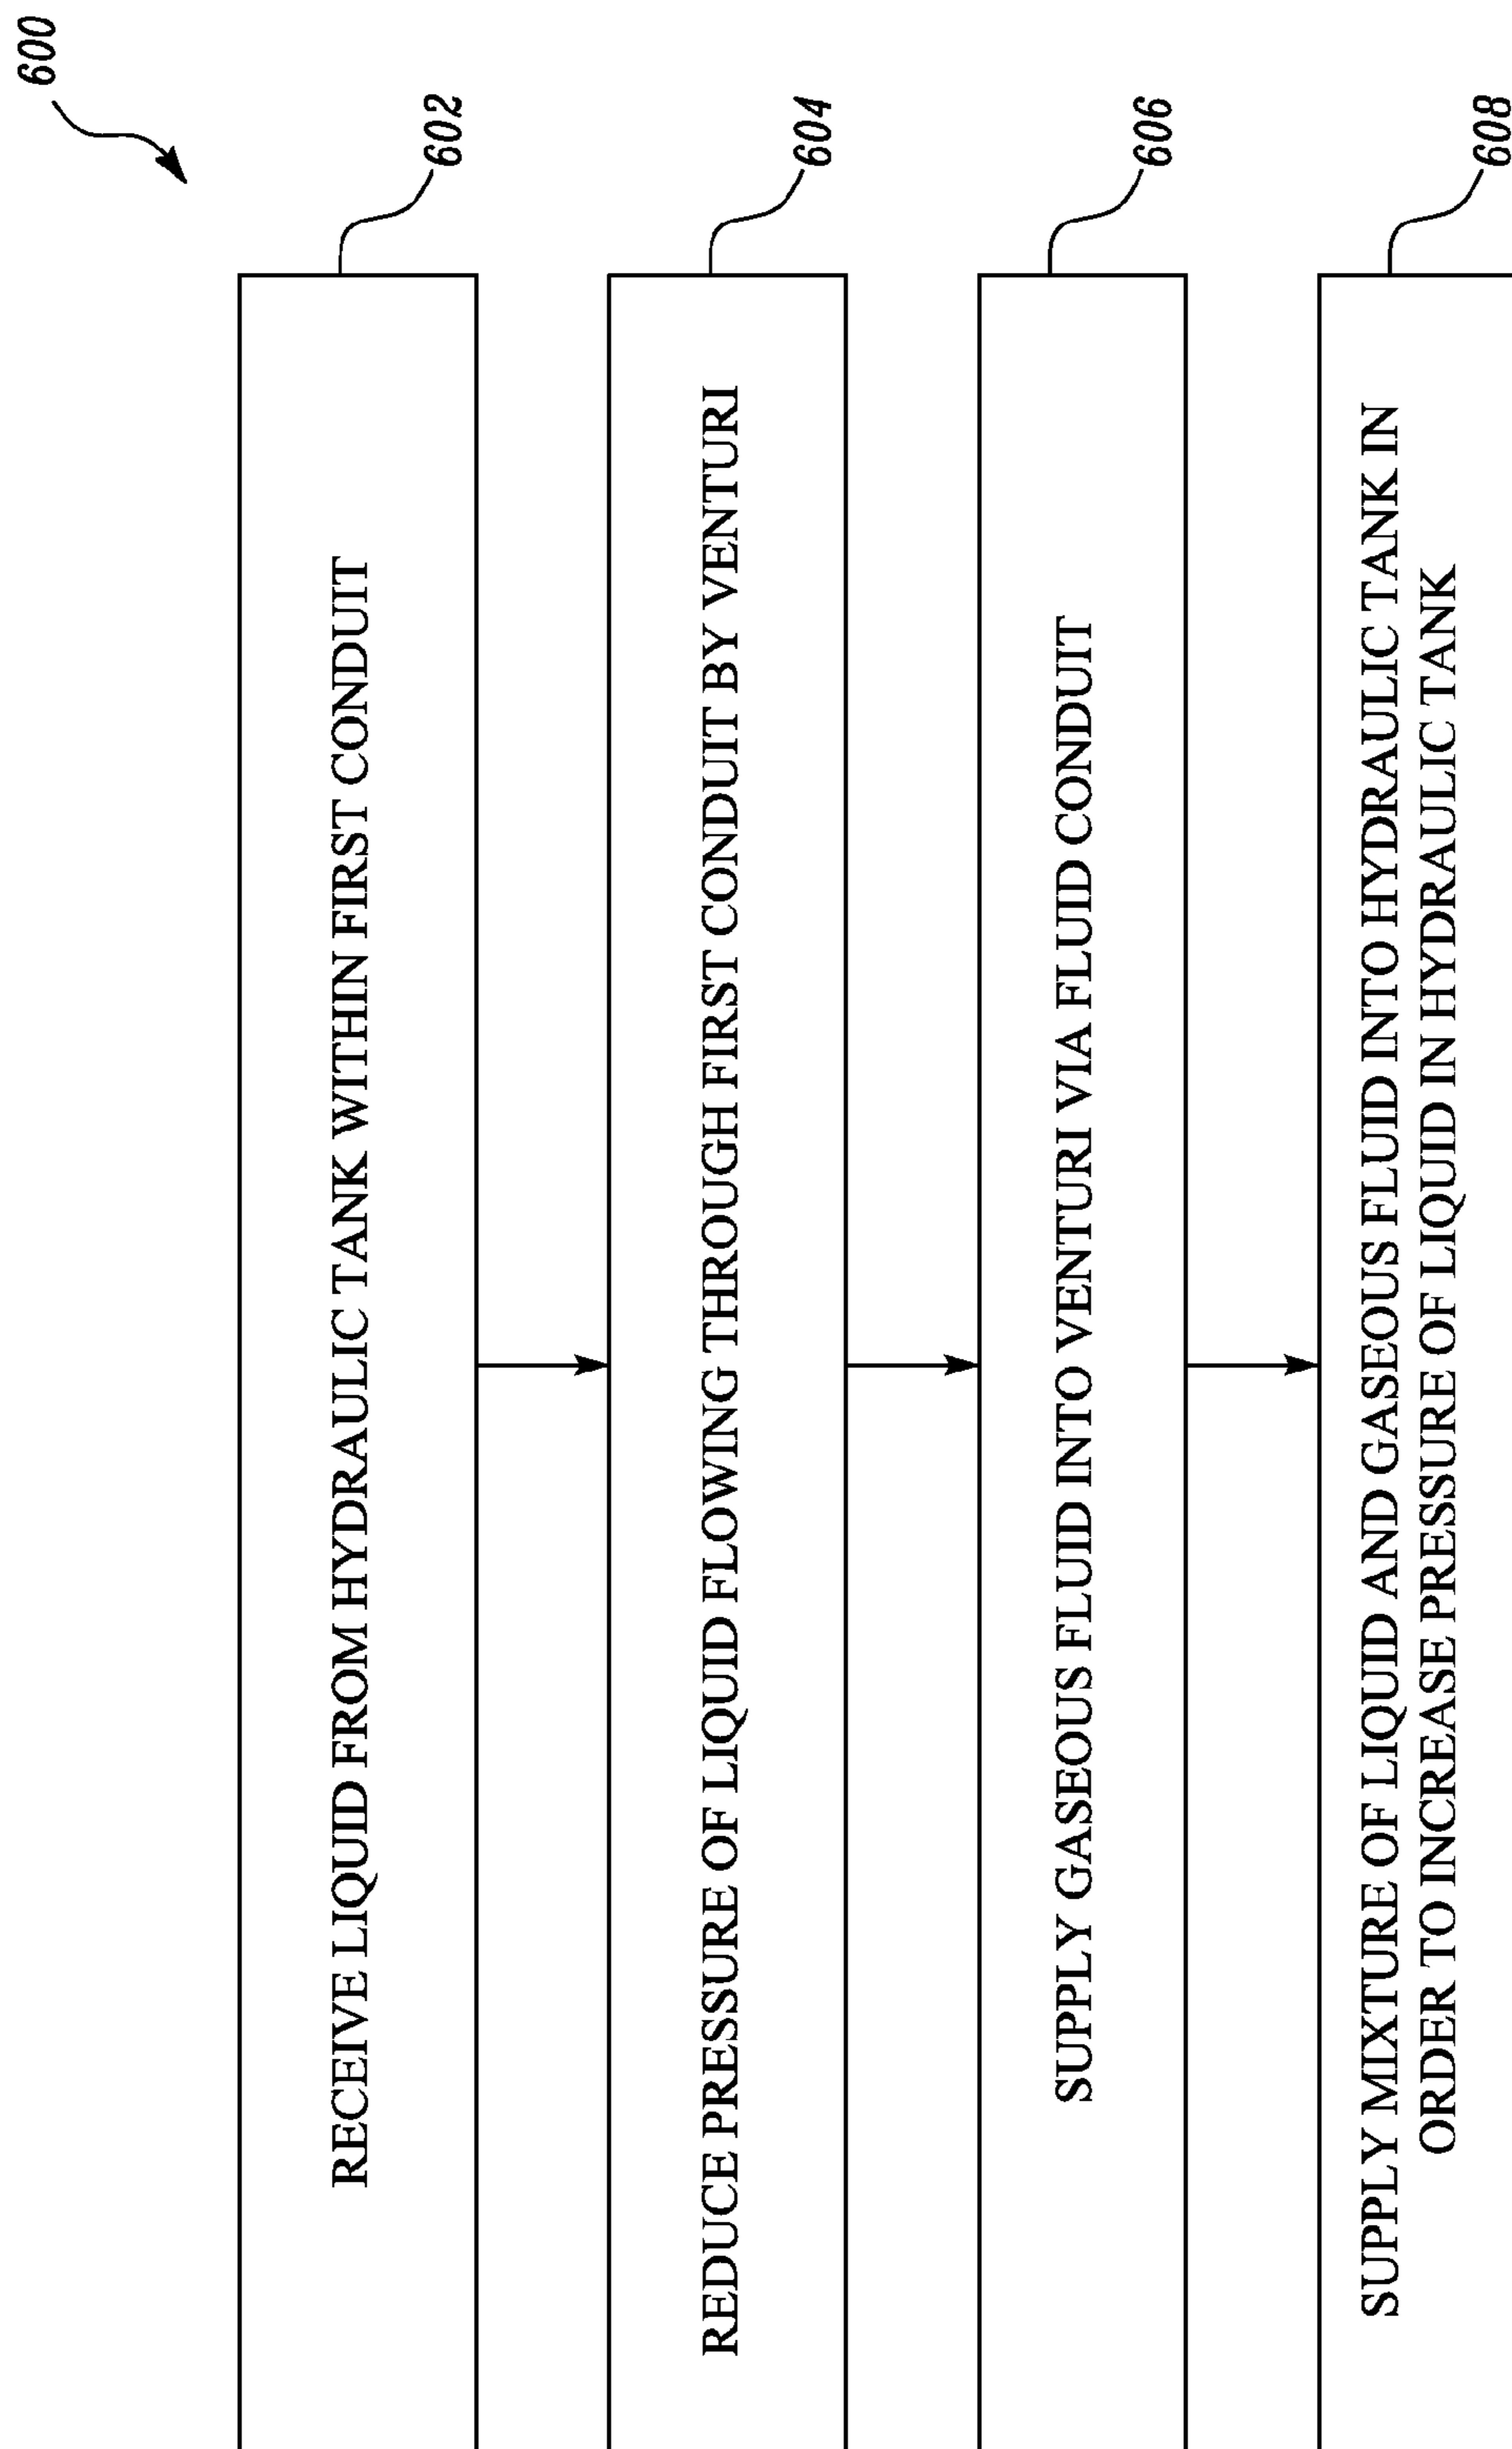 600
602
RECEIVE LIQUID FROM HYDRAULIC TANK WITHIN FIRST CONDUIT
604
REDUCE PRESSURE OF LIQUID FLOWING THROUGH FIRST CONDUIT BY VENTURI
606
SUPPLY GASEOUS FLUID INTO VENTURI VIA FLUID CONDUIT
608
SUPPLY MIXTURE OF LIQUID AND GASEOUS FLUID INTO HYDRAULIC TANK IN
ORDER TO INCREASE PRESSURE OF LIQUID IN HYDRAULIC TANK